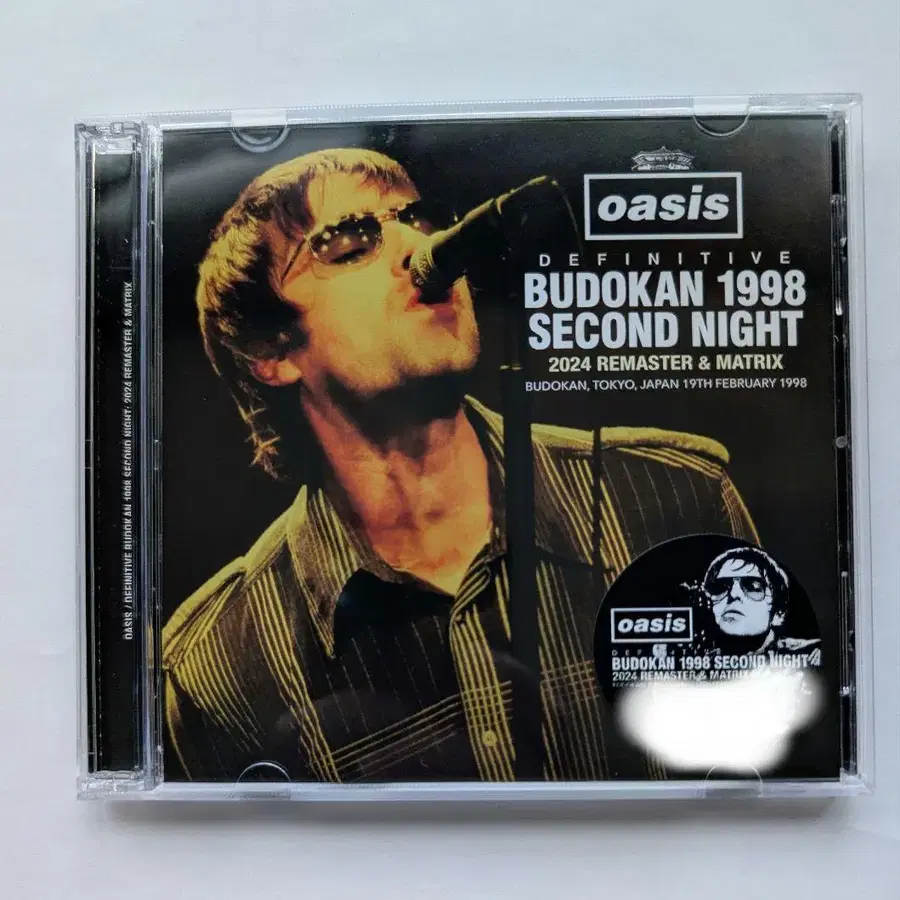 OASIS / DEFINITIVE BUDOKAN 1998 SECOND NIGHT: 2024 REMASTER & MATRIX
oasis
DEFINITIVE
BUDOKAN 1998
SECOND NIGHT
2024 REMASTER & MATRIX
BUDOKAN, TOKYO, JAPAN 19TH FEBRUARY 1998
oasis
DEFINITIVE
BUDOKAN 1998 SECOND NIGHT
2024 REMASTER & MATRIX